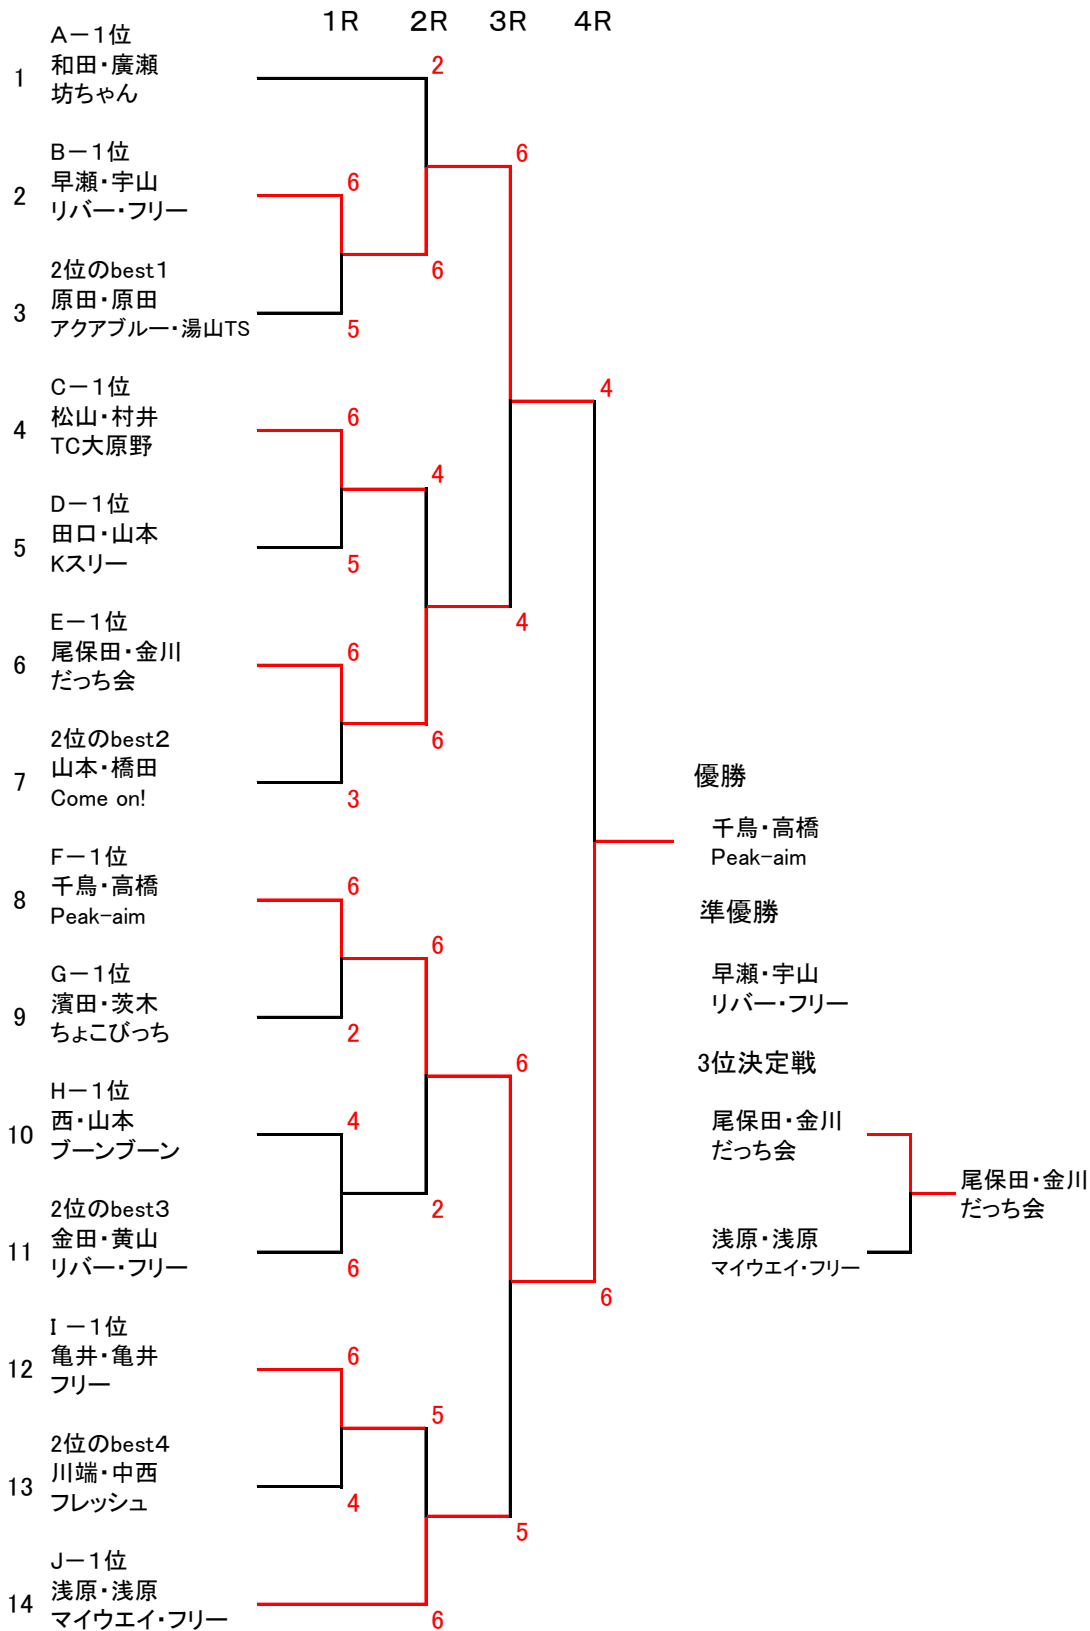 1R 2R 3R 4R
A－1位
1 和田・廣瀬
坊ちゃん
2
B－1位
2 早瀬・宇山
リバー・フリー
6
6
6
2位のbest1
3 原田・原田
アクアブルー・湯山TS
5
C－1位
4 松山・村井
TC大原野
6
4
4
D－1位
5 田口・山本
Kスリー
5
E－1位
6 尾保田・金川
だっち会
6
4
6
2位のbest2
7 山本・橋田
Come on!
3
F－1位
8 千鳥・高橋
Peak-aim
6
6
G－1位
9 濱田・茨木
ちょこびっち
2
6
H－1位
10 西・山本
ブーンブーン
4
2
2位のbest3
11 金田・黄山
リバー・フリー
6
6
I－1位
12 亀井・亀井
フリー
6
5
2位のbest4
13 川端・中西
フレッシュ
4
5
J－1位
14 浅原・浅原
マイウエイ・フリー
6
優勝
千鳥・高橋
Peak-aim
準優勝
早瀬・宇山
リバー・フリー
3位決定戦
尾保田・金川
だっち会
浅原・浅原
マイウエイ・フリー
尾保田・金川
だっち会